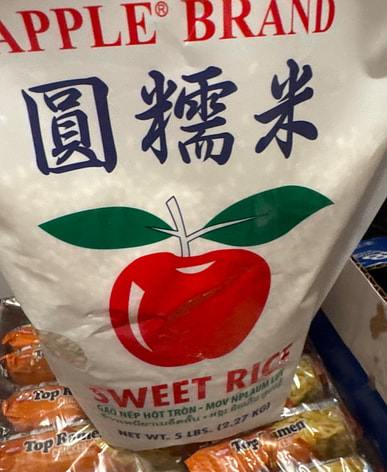 APPLE® BRAND
圓糯米
SWEET RICE
GẠO NẾP HỘT TRÒN - MOV NPLAUM LUV
NET WT. 5 LBS. (2.27 KG)
Top Ramen
Top Ramen
Top Ramen